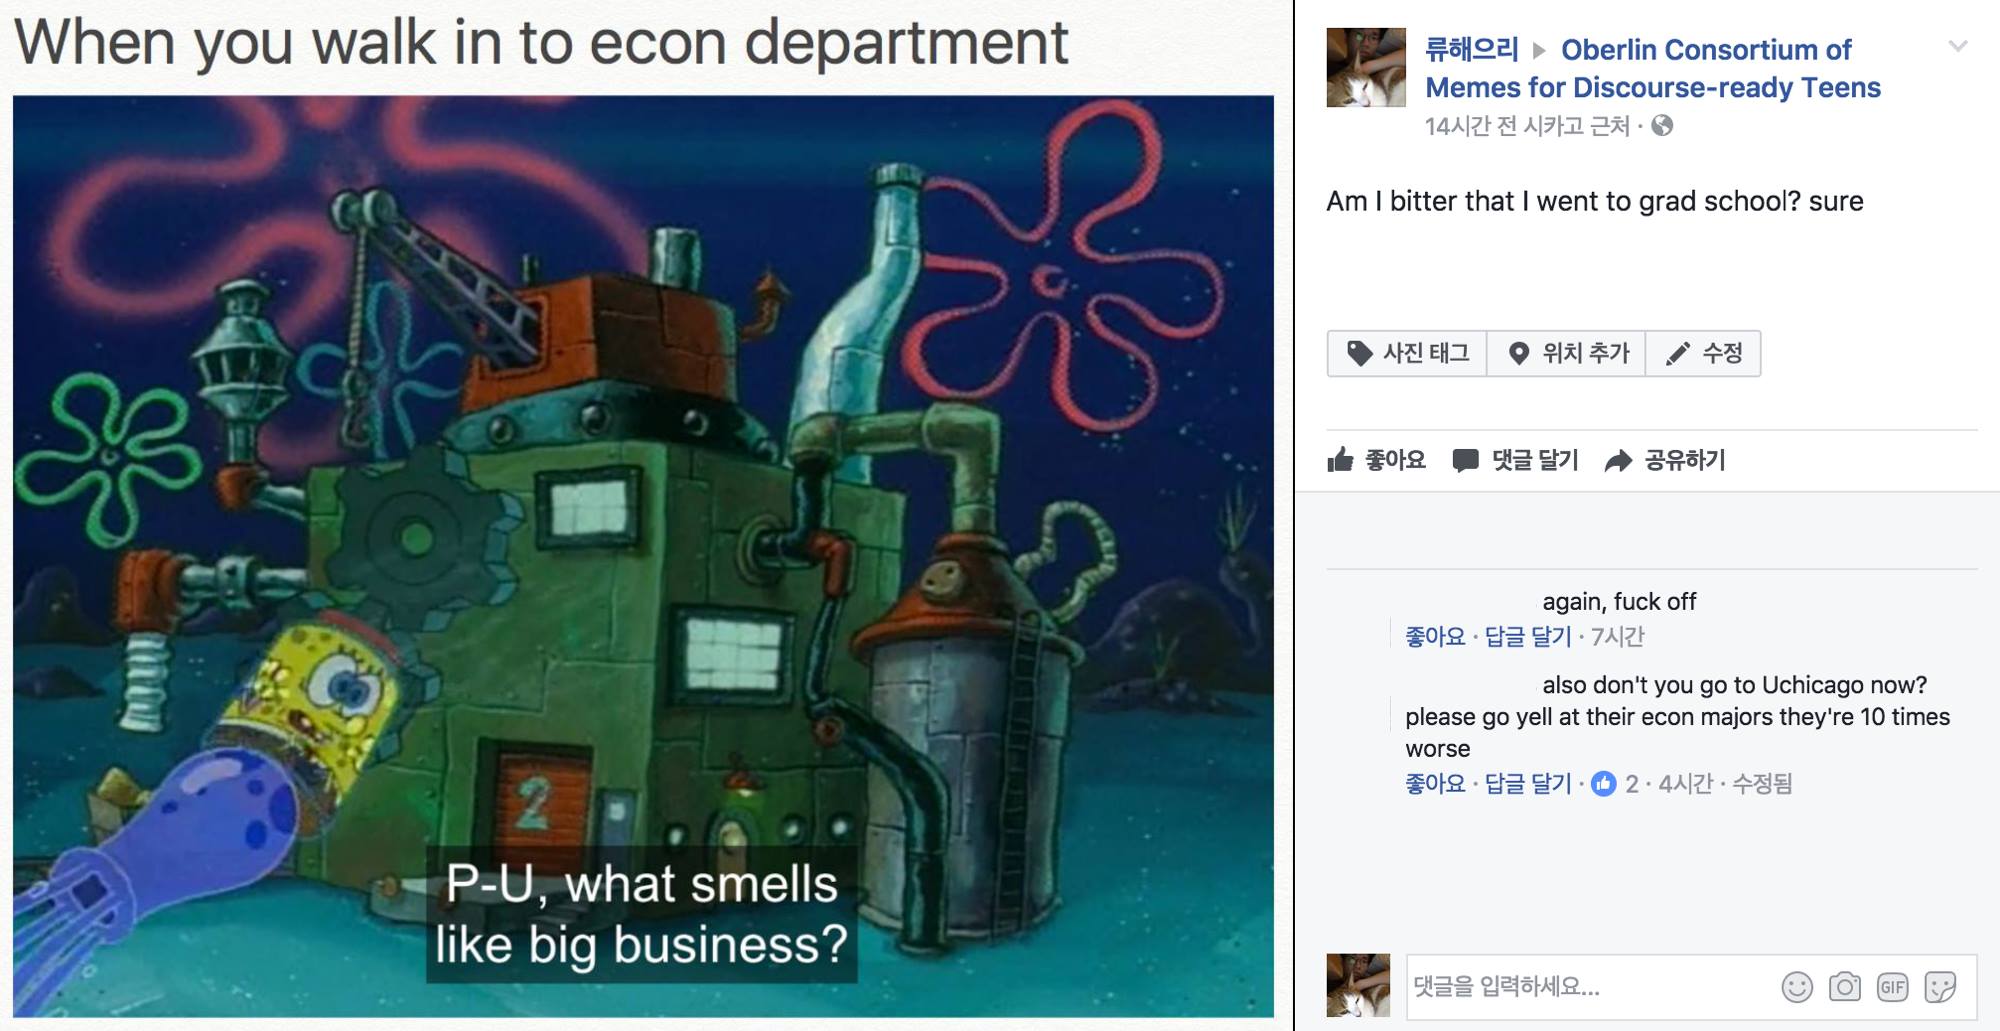 When you walk in to econ department
2
P-U, what smells
like big business?
류해으리 ▶ Oberlin Consortium of
Memes for Discourse-ready Teens
14시간 전 시카고 근처 ·
Am I bitter that I went to grad school? sure
사진 태그 위치 추가 수정
좋아요 댓글 달기 공유하기
again, fuck off
좋아요 · 답글 달기 · 7시간
also don't you go to Uchicago now?
please go yell at their econ majors they're 10 times
worse
좋아요 · 답글 달기 · 2 · 4시간 · 수정됨
댓글을 입력하세요...
GIF